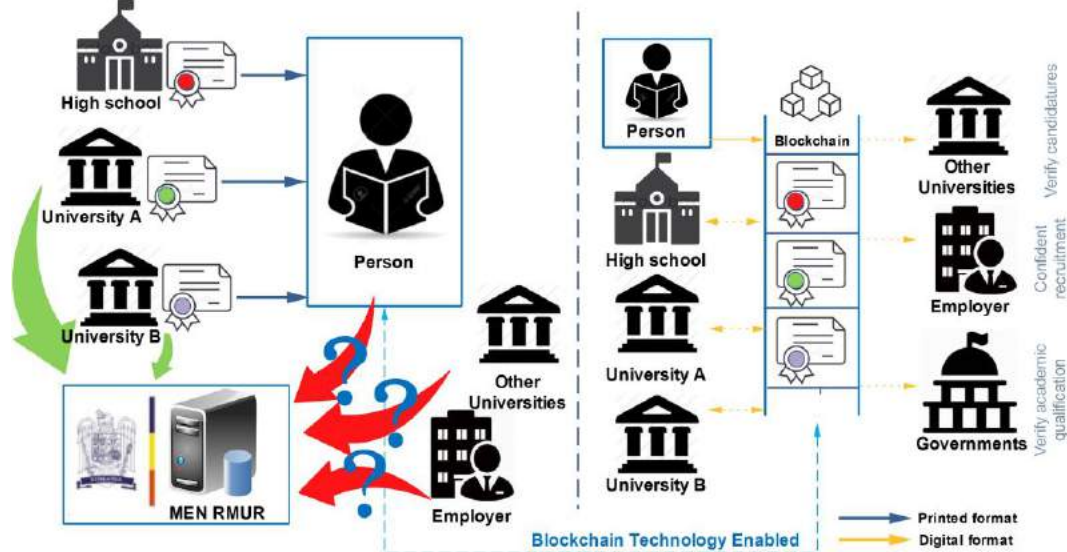 High school
University A
University B
Person
MEN RMUR
?
?
?
Other
Universities
Employer
Person
Blockchain
High school
University A
University B
Other
Universities
Employer
Governments
Verify candidatures
Confident
recruitment
Verify academic
qualification
Blockchain Technology Enabled
Printed format
Digital format